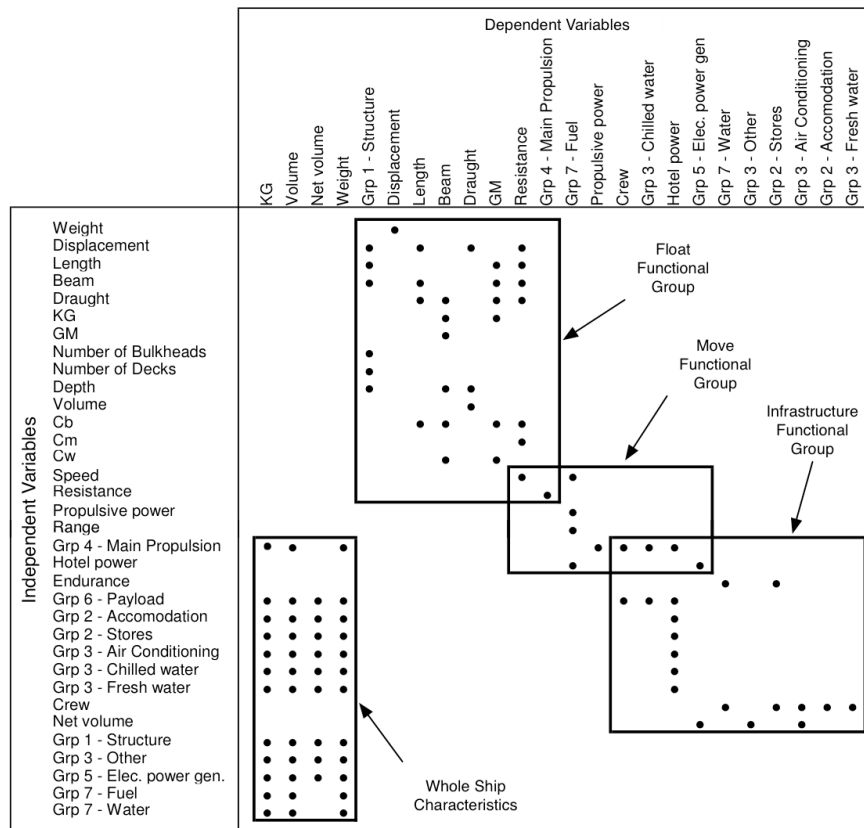 Dependent Variables
KG
Volume
Net volume
Weight
Grp 1 - Structure
Displacement
Length
Beam
Draught
GM
Resistance
Grp 4 - Main Propulsion
Grp 7 - Fuel
Propulsive power
Crew
Grp 3 - Chilled water
Hotel power
Grp 5 - Elec. power gen
Grp 7 - Water
Grp 3 - Other
Grp 2 - Stores
Grp 3 - Air Conditioning
Grp 2 - Accomodation
Grp 3 - Fresh water
Independent Variables
Weight
Displacement
Length
Beam
Draught
KG
GM
Number of Bulkheads
Number of Decks
Depth
Volume
Cb
Cm
Cw
Speed
Resistance
Propulsive power
Range
Grp 4 - Main Propulsion
Hotel power
Endurance
Grp 6 - Payload
Grp 2 - Accomodation
Grp 2 - Stores
Grp 3 - Air Conditioning
Grp 3 - Chilled water
Grp 3 - Fresh water
Crew
Net volume
Grp 1 - Structure
Grp 3 - Other
Grp 5 - Elec. power gen.
Grp 7 - Fuel
Grp 7 - Water
Float
Functional
Group
Move
Functional
Group
Infrastructure
Functional
Group
Whole Ship
Characteristics